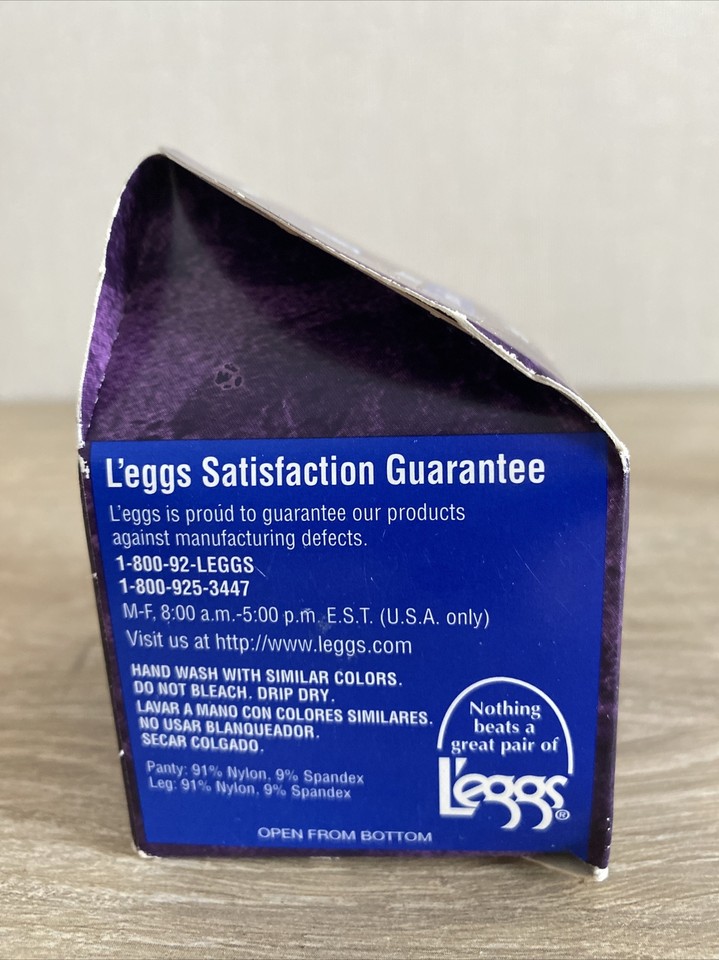 L'eggs Satisfaction Guarantee
L'eggs is proud to guarantee our products
against manufacturing defects.
1-800-92-LEGGS
1-800-925-3447
M-F, 8:00 a.m.-5:00 p.m. E.S.T. (U.S.A. only)
Visit us at http://www.leggs.com
HAND WASH WITH SIMILAR COLORS.
DO NOT BLEACH. DRIP DRY.
LAVAR A MANO CON COLORES SIMILARES.
NO USAR BLANQUEADOR.
SECAR COLGADO.
Panty: 91% Nylon, 9% Spandex
Leg: 91% Nylon, 9% Spandex
Nothing
beats a
great pair of
L'eggs®
OPEN FROM BOTTOM